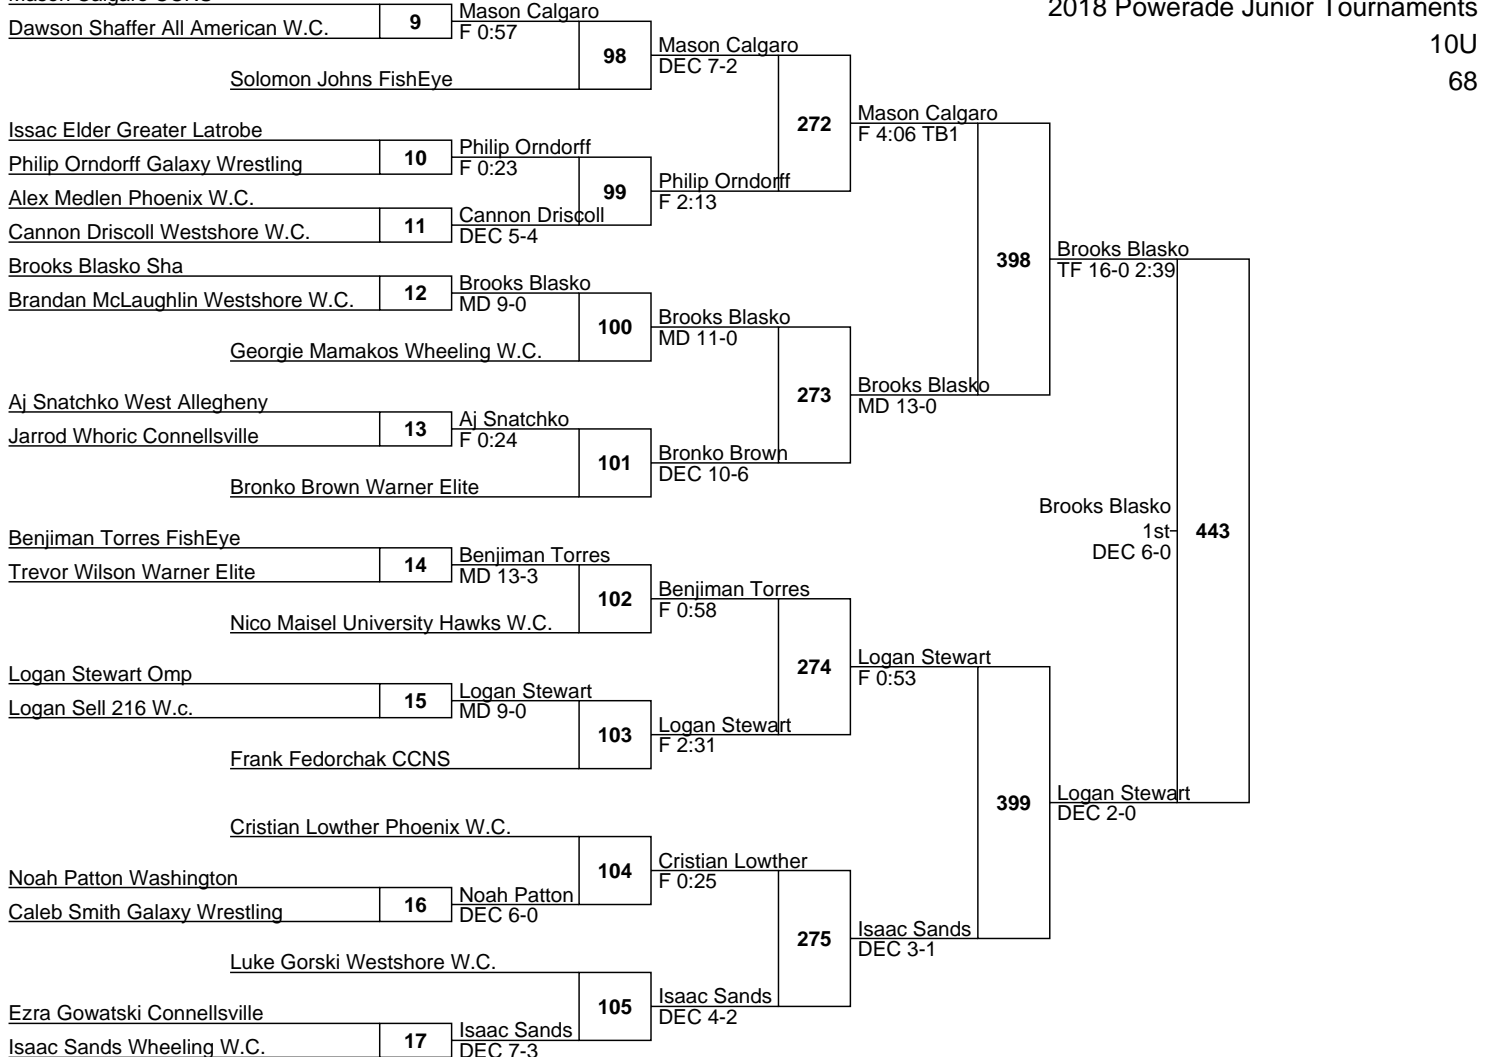 2018 Powerade Junior Tournaments
10U
68
Dawson Shaffer All American W.C.
9
Mason Calgaro
F 0:57
Solomon Johns FishEye
98
Mason Calgaro
DEC 7-2
Issac Elder Greater Latrobe
Philip Orndorff Galaxy Wrestling
10
Philip Orndorff
F 0:23
Alex Medlen Phoenix W.C.
Cannon Driscoll Westshore W.C.
11
Cannon Driscoll
DEC 5-4
99
Philip Orndorff
F 2:13
272
Mason Calgaro
F 4:06 TB1
Brooks Blasko Sha
Brandan McLaughlin Westshore W.C.
12
Brooks Blasko
MD 9-0
Georgie Mamakos Wheeling W.C.
100
Brooks Blasko
MD 11-0
Aj Snatchko West Allegheny
Jarrod Whoric Connellsville
13
Aj Snatchko
F 0:24
Bronko Brown Warner Elite
101
Bronko Brown
DEC 10-6
273
Brooks Blasko
MD 13-0
398
Brooks Blasko
TF 16-0 2:39
Benjiman Torres FishEye
Trevor Wilson Warner Elite
14
Benjiman Torres
MD 13-3
Nico Maisel University Hawks W.C.
102
Benjiman Torres
F 0:58
Logan Stewart Omp
Logan Sell 216 W.c.
15
Logan Stewart
MD 9-0
Frank Fedorchak CCNS
103
Logan Stewart
F 2:31
274
Logan Stewart
F 0:53
Cristian Lowther Phoenix W.C.
Noah Patton Washington
Caleb Smith Galaxy Wrestling
16
Noah Patton
DEC 6-0
104
Cristian Lowther
F 0:25
Luke Gorski Westshore W.C.
Ezra Gowatski Connellsville
Isaac Sands Wheeling W.C.
17
Isaac Sands
DEC 7-3
105
Isaac Sands
DEC 4-2
275
Isaac Sands
DEC 3-1
399
Logan Stewart
DEC 2-0
Brooks Blasko
1st
DEC 6-0
443